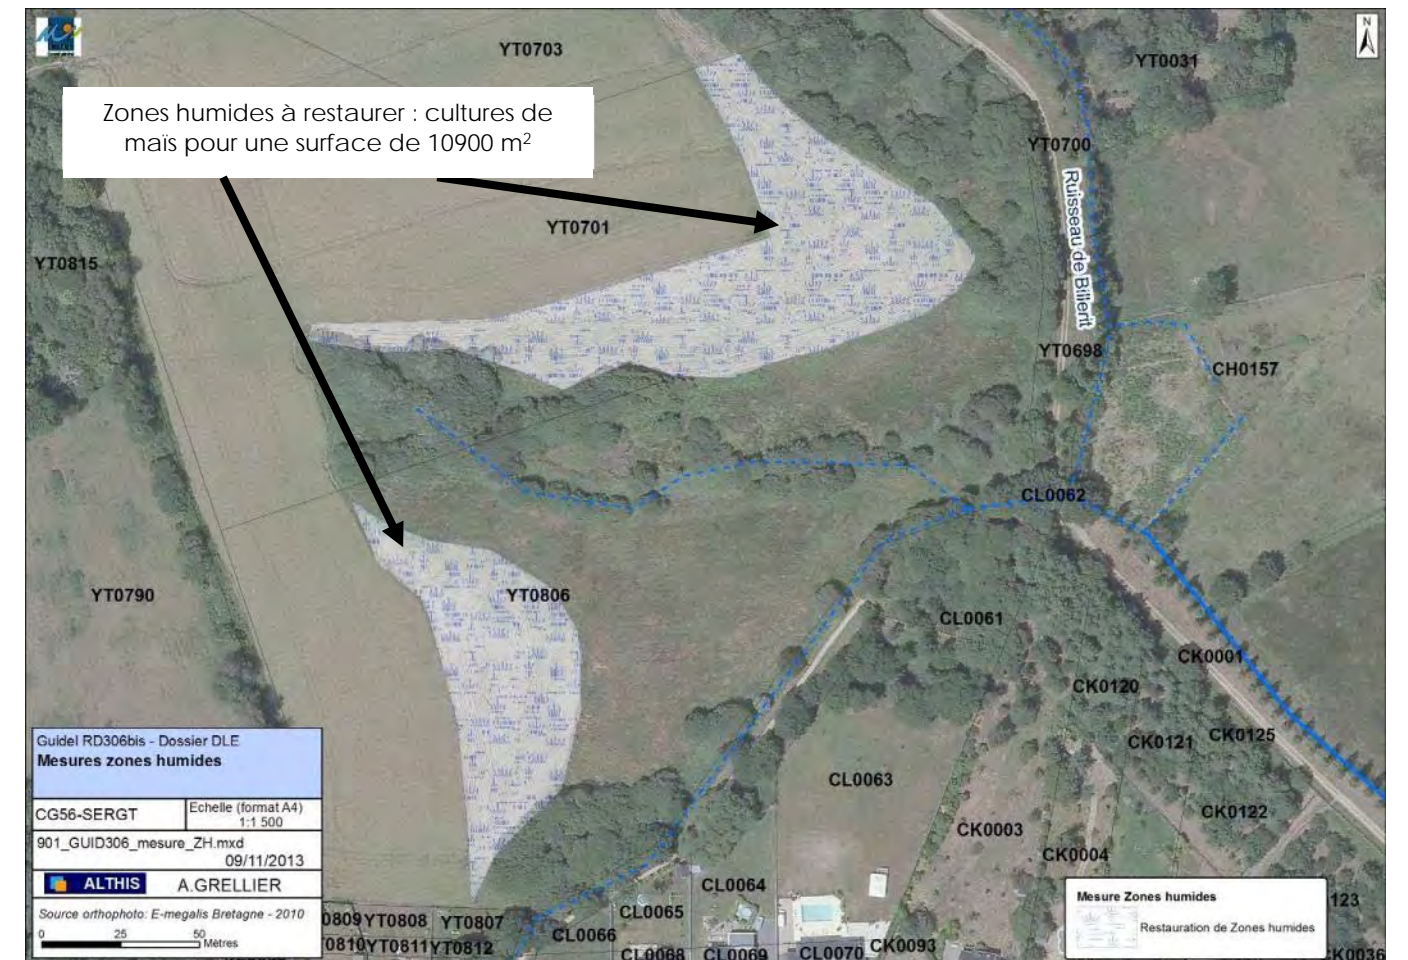 N
YT0703
YT0031
Zones humides à restaurer : cultures de
maïs pour une surface de 10900 m²
YT0700
Ruisseau de Billerit
YT0701
YT0815
YT0698
CH0157
CL0062
YT0790
YT0806
CL0061
CK0001
CK0120
CK0121
CK0125
CL0063
CK0122
CK0003
CK0004
Guidel RD306bis - Dossier DLE
Mesures zones humides
CG56-SERGT
Echelle (format A4)
1:1 500
901_GUID306_mesure_ZH.mxd
09/11/2013
ALTHIS
A.GRELLIER
Source orthophoto: E-megalis Bretagne - 2010
0 25 50
Mètres
CL0064
CL0065
0809 YT0808 YT0807
CL0066
0810 YT0811 YT0812
CL0068 CL0069 CL0070 CK0093
Mesure Zones humides
Restauration de Zones humides
123
K0036